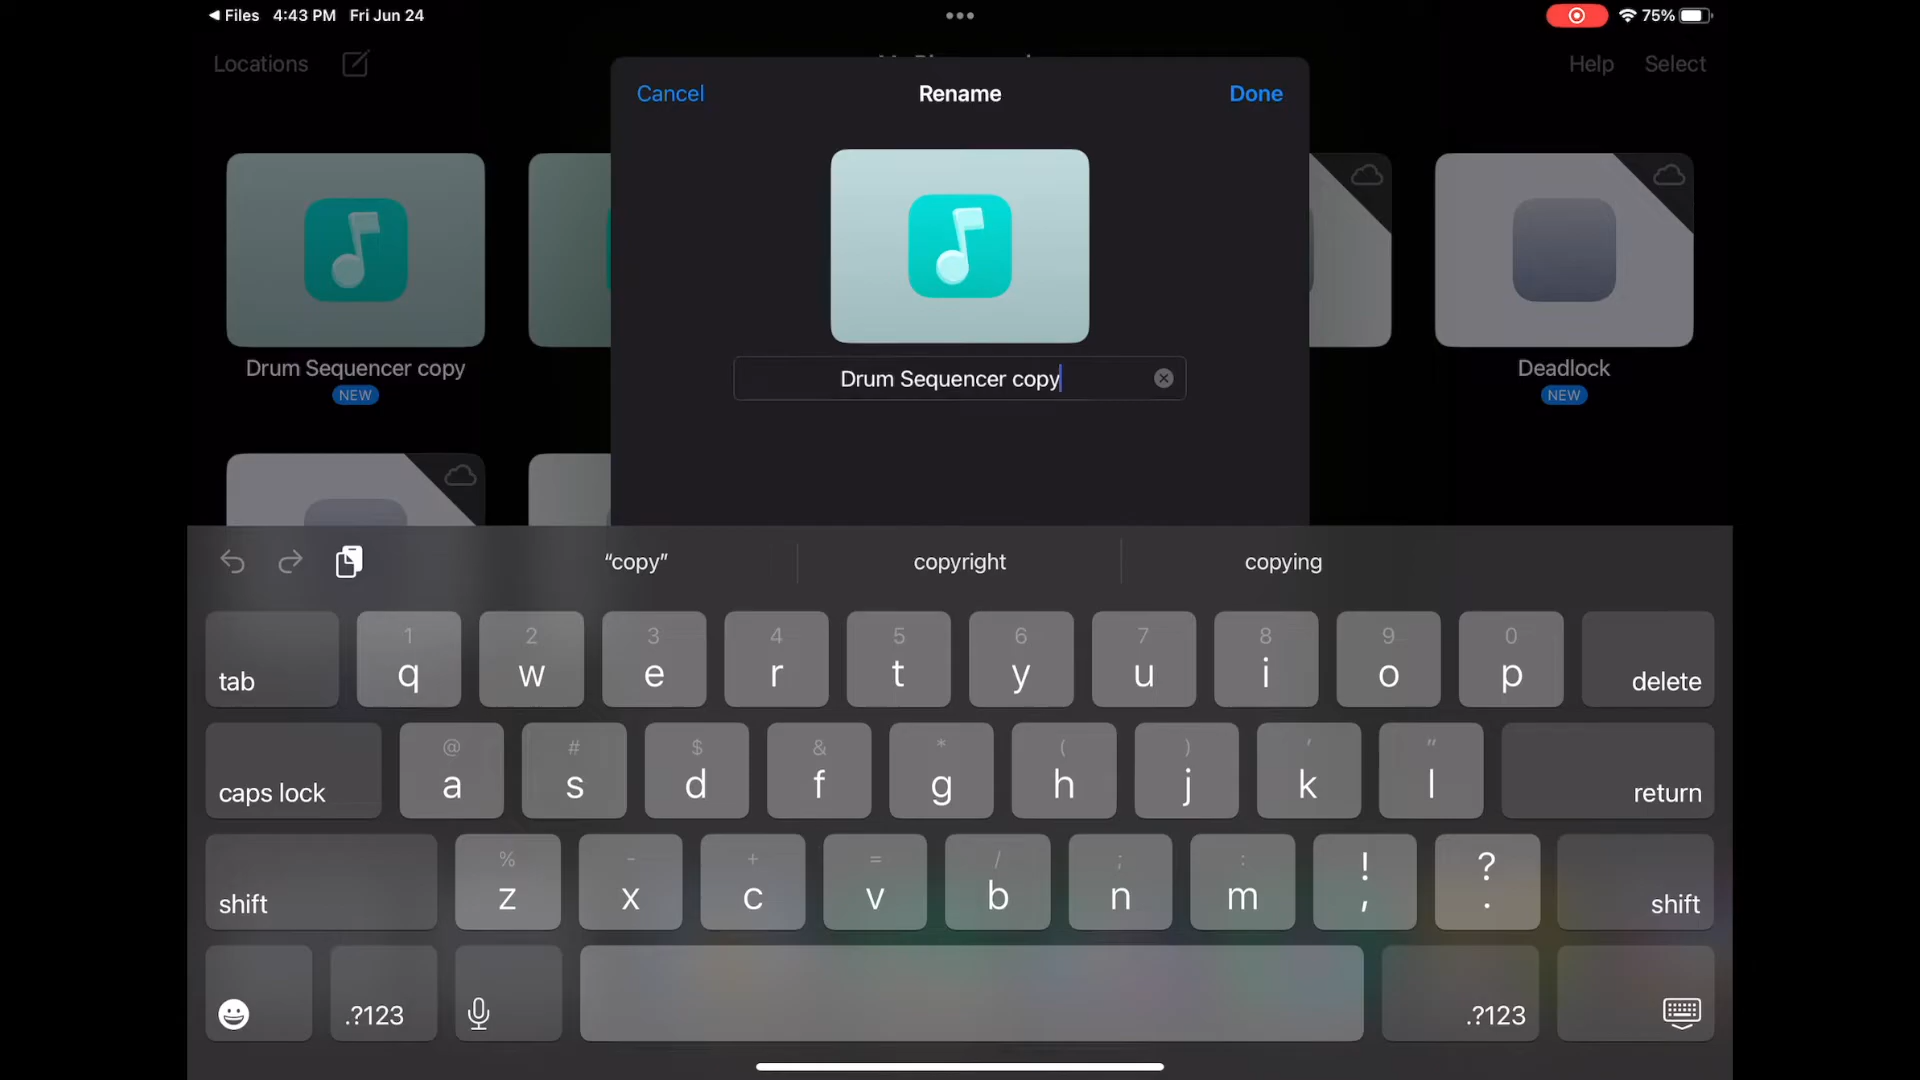 Files 4:43 PM Fri Jun 24
75%
Locations
Help Select
Cancel Rename Done
Drum Sequencer copy
NEW
Drum Sequencer copy
Deadlock
NEW
“copy” copyright copying
1 2 3 4 5 6 7 8 9 0
tab q w e r t y u i o p delete
@ # $ & * ( ) ' "
caps lock a s d f g h j k l return
% - + = / ; : ! ?
shift z x c v b n m , . shift
.?123 .?123